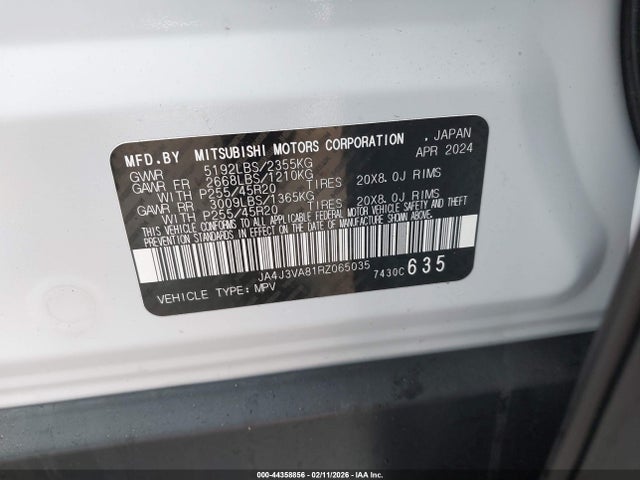 MFD.BY MITSUBISHI MOTORS CORPORATION , JAPAN
APR 2024
GVWR 5192LBS/2355KG
GAWR FR 2668LBS/1210KG
WITH P255/45R20 TIRES 20X8.0J RIMS
GAWR RR 3009LBS/1365KG
WITH P255/45R20 TIRES 20X8.0J RIMS
THIS VEHICLE CONFORMS TO ALL APPLICABLE FEDERAL MOTOR VEHICLE SAFETY, BUMPER, AND THEFT
PREVENTION STANDARDS IN EFFECT ON THE DATE OF MANUFACTURE SHOWN ABOVE.
JA4J3VA81RZ065035 7430C 635
VEHICLE TYPE:MPV
000-44358856 - 02/11/2026 - IAA Inc.